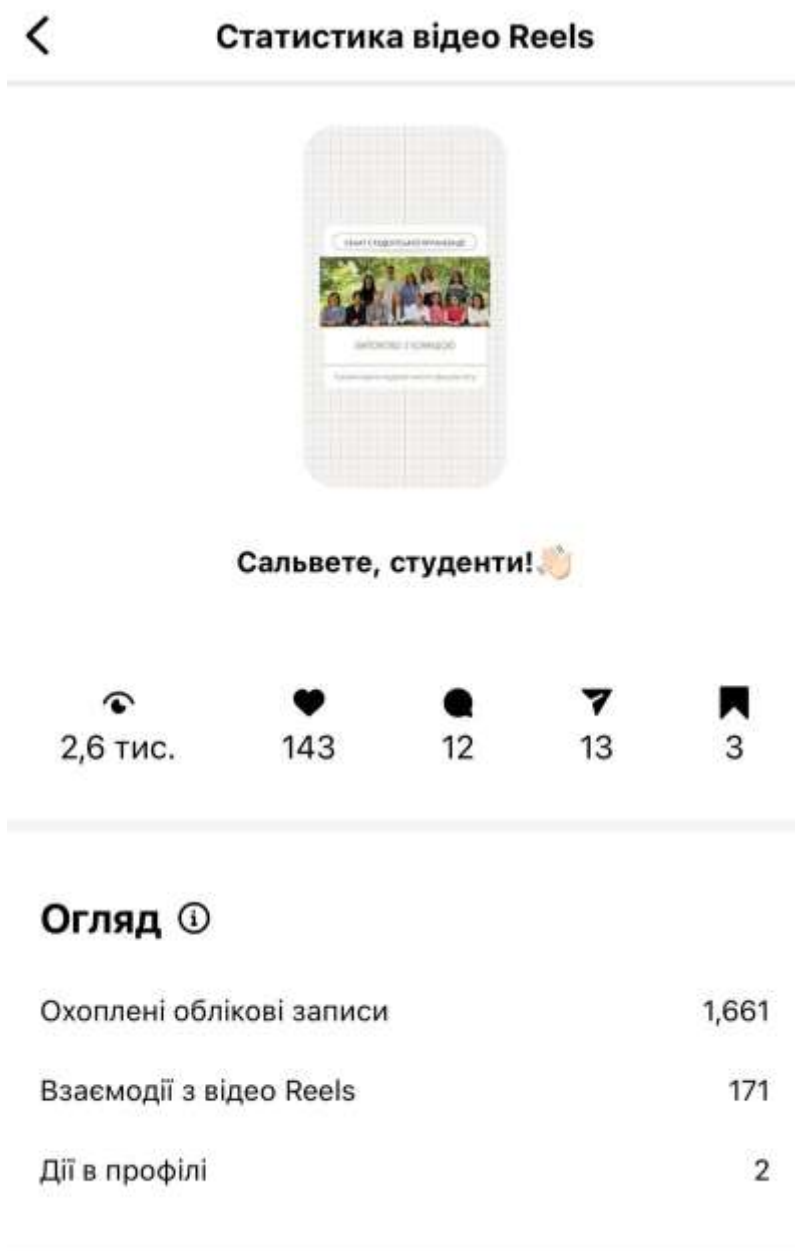 Статистика відео Reels
ЗАХИСТ
Сальвете, студенти!👋🏻
2,6 тис.
143
12
13
3
Огляд
Охоплені облікові записи
1,661
Взаємодії з відео Reels
171
Дії в профілі
2